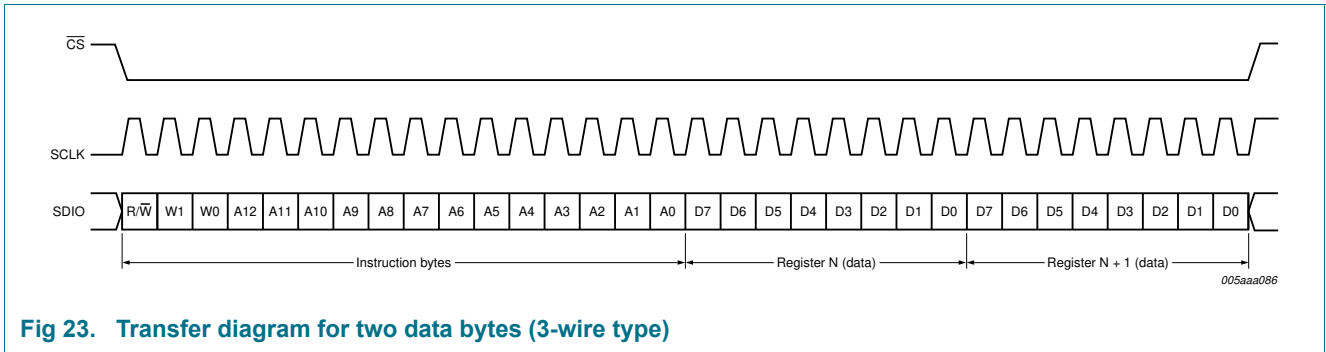 CS
SCLK
SDIO R/W W1 W0 A12 A11 A10 A9 A8 A7 A6 A5 A4 A3 A2 A1 A0 D7 D6 D5 D4 D3 D2 D1 D0 D7 D6 D5 D4 D3 D2 D1 D0
Instruction bytes Register N (data) Register N + 1 (data)
005aaa086
Fig 23. Transfer diagram for two data bytes (3-wire type)